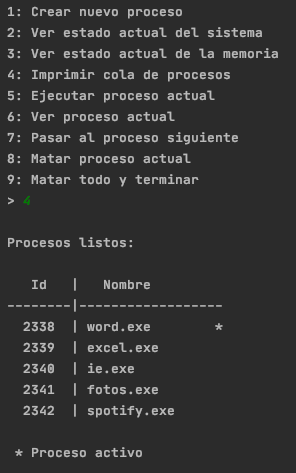 1: Crear nuevo proceso
2: Ver estado actual del sistema
3: Ver estado actual de la memoria
4: Imprimir cola de procesos
5: Ejecutar proceso actual
6: Ver proceso actual
7: Pasar al proceso siguiente
8: Matar proceso actual
9: Matar todo y terminar
> 4
Procesos listos:
Id | Nombre
--------|------------------
2338 | word.exe *
2339 | excel.exe
2340 | ie.exe
2341 | fotos.exe
2342 | spotify.exe
* Proceso activo